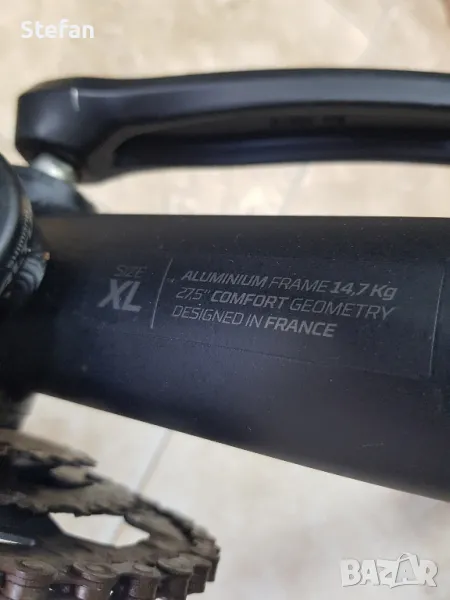 Stefan
SIZE
XL
ALUMINIUM FRAME 14,7 Kg
27,5" COMFORT GEOMETRY
DESIGNED IN FRANCE
bazar